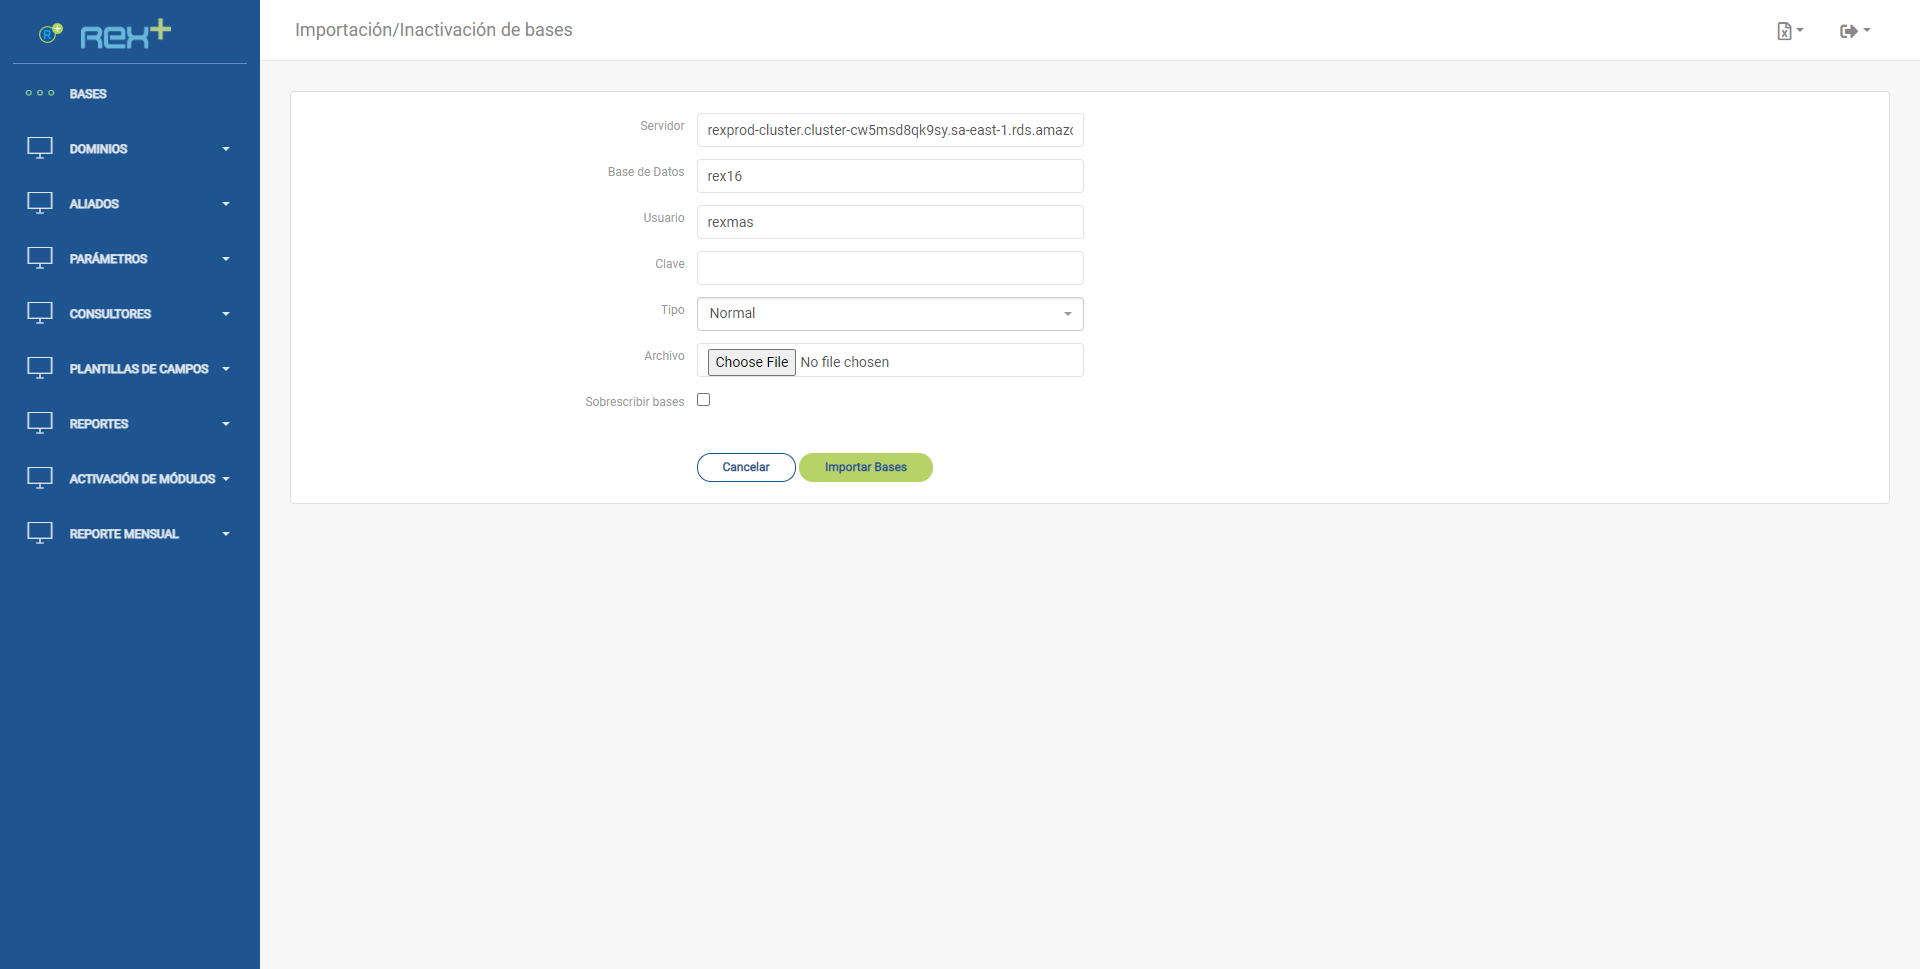 R+ Rex+
Importación/Inactivación de bases
BASES
DOMINIOS
ALIADOS
PARÁMETROS
CONSULTORES
PLANTILLAS DE CAMPOS
REPORTES
ACTIVACIÓN DE MÓDULOS
REPORTE MENSUAL
Servidor rexprod-cluster.cluster-cw5msd8qk9sy.sa-east-1.rds.amazo
Base de Datos rex16
Usuario rexmas
Clave
Tipo Normal
Archivo Choose File No file chosen
Sobrescribir bases
Cancelar Importar Bases